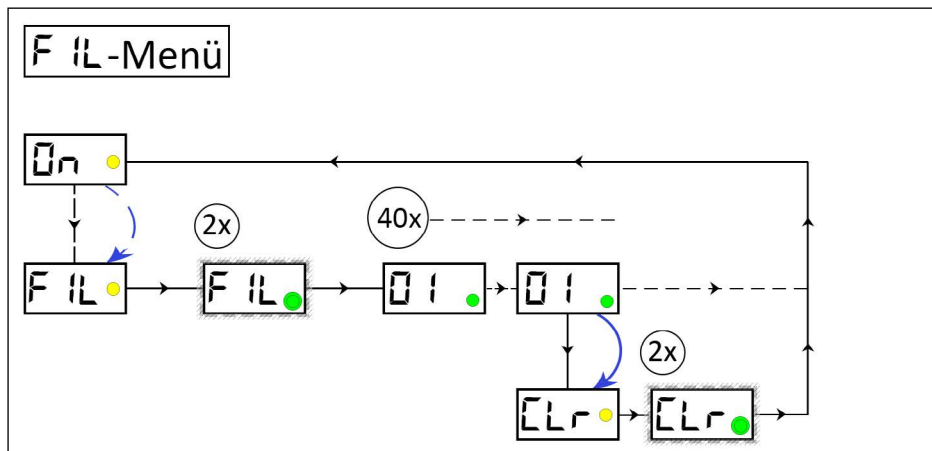 FIL-Menü
On
2x
40x
FIL FIL 01 01
2x
CLr CLr